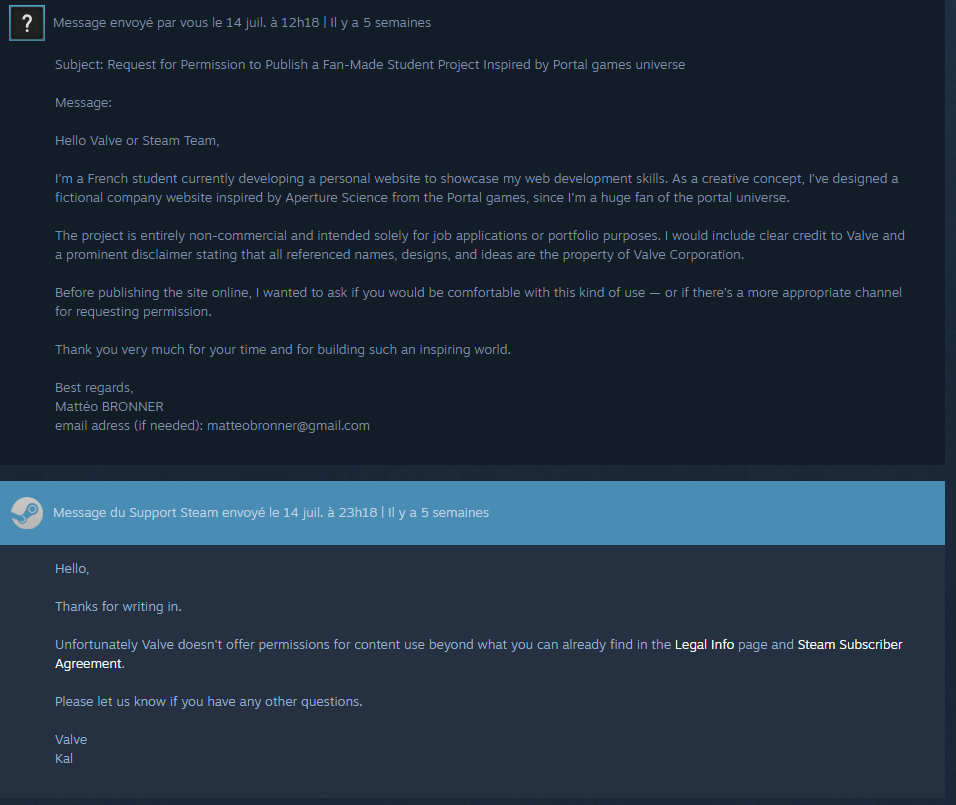 ?
Message envoyé par vous le 14 juil. à 12h18 | Il y a 5 semaines
Subject: Request for Permission to Publish a Fan-Made Student Project Inspired by Portal games universe
Message:
Hello Valve or Steam Team,
I'm a French student currently developing a personal website to showcase my web development skills. As a creative concept, I've designed a
fictional company website inspired by Aperture Science from the Portal games, since I'm a huge fan of the portal universe.
The project is entirely non-commercial and intended solely for job applications or portfolio purposes. I would include clear credit to Valve and
a prominent disclaimer stating that all referenced names, designs, and ideas are the property of Valve Corporation.
Before publishing the site online, I wanted to ask if you would be comfortable with this kind of use — or if there's a more appropriate channel
for requesting permission.
Thank you very much for your time and for building such an inspiring world.
Best regards,
Mattéo BRONNER
email adress (if needed): matteobronner@gmail.com
Message du Support Steam envoyé le 14 juil. à 23h18 | Il y a 5 semaines
Hello,
Thanks for writing in.
Unfortunately Valve doesn't offer permissions for content use beyond what you can already find in the Legal Info page and Steam Subscriber
Agreement.
Please let us know if you have any other questions.
Valve
Kal